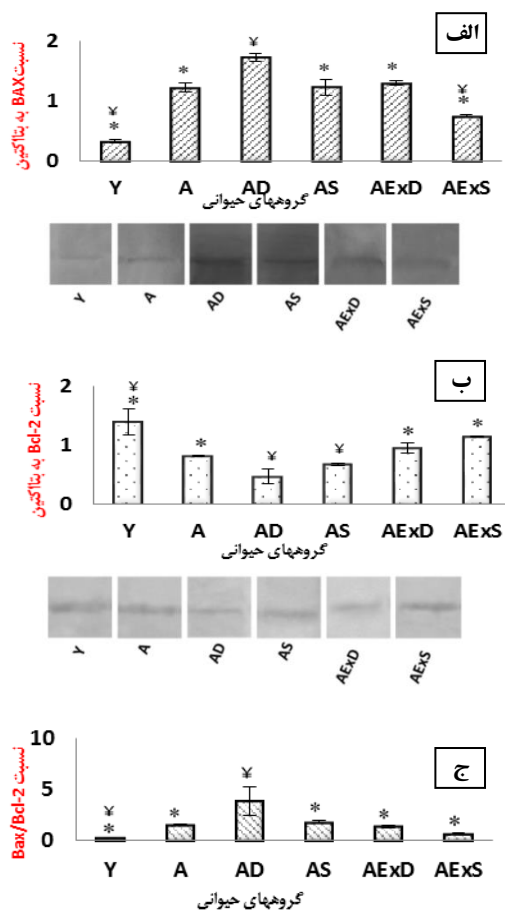 الف
نسبت BAX به بتااکتین
2
¥
* * *
¥
¥
1
*
*
0
Y A AD AS AExD AExS
گروههای حیوانی
Y A AD AS AExD AExS
ب
نسبت Bcl-2 به بتااکتین
2
¥
*
* ¥ ¥ * *
1
0
Y A AD AS AExD AExS
گروههای حیوانی
Y A AD AS AExD AExS
ج
نسبت Bax/Bcl-2
10
¥
5
¥
* * * * *
0
Y A AD AS AExD AExS
گروههای حیوانی